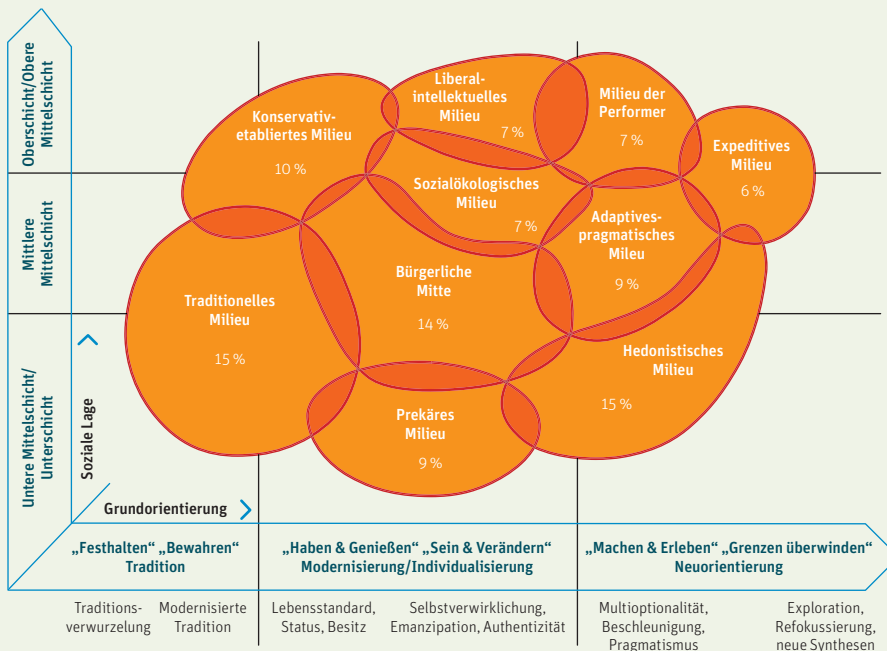 Oberschicht/Obere
Mittelschicht
Mittlere
Mittelschicht
Untere Mittelschicht/
Unterschicht
Soziale Lage
Grundorientierung
Konservativ-
etabliertes Milieu
10 %
Liberal-
intellektuelles
Milieu
7 %
Milieu der
Performer
7 %
Expeditives
Milieu
6 %
Sozialökologisches
Milieu
7 %
Adaptives-
pragmatisches
Mileu
9 %
Traditionelles
Milieu
15 %
Bürgerliche
Mitte
14 %
Hedonistisches
Milieu
15 %
Prekäres
Milieu
9 %
„Festhalten“ „Bewahren“
Tradition
„Haben & Genießen“ „Sein & Verändern“
Modernisierung/Individualisierung
„Machen & Erleben“ „Grenzen überwinden“
Neuorientierung
Traditions-
verwurzelung
Modernisierte
Tradition
Lebensstandard,
Status, Besitz
Selbstverwirklichung,
Emanzipation, Authentizität
Multioptionalität,
Beschleunigung,
Pragmatismus
Exploration,
Refokussierung,
neue Synthesen